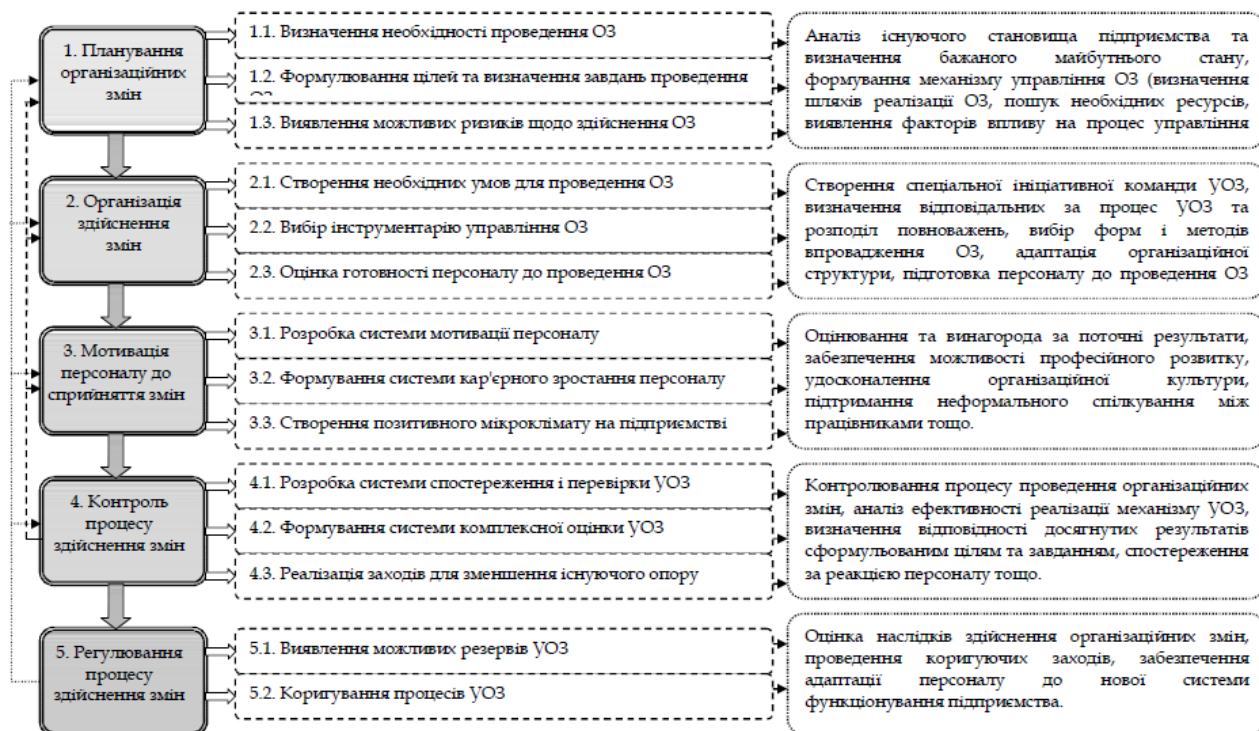 1. Планування
організаційних
змін
1.1. Визначення необхідності проведення ОЗ
1.2. Формулювання цілей та визначення завдань проведення
ОЗ
1.3. Виявлення можливих ризиків щодо здійснення ОЗ
Аналіз існуючого становища підприємства та
визначення бажаного майбутнього стану,
формування механізму управління ОЗ (визначення
шляхів реалізації ОЗ, пошук необхідних ресурсів,
виявлення факторів впливу на процес управління
2. Організація
здійснення
змін
2.1. Створення необхідних умов для проведення ОЗ
2.2. Вибір інструментарію управління ОЗ
2.3. Оцінка готовності персоналу до проведення ОЗ
Створення спеціальної ініціативної команди УОЗ,
визначення відповідальних за процес УОЗ та
розподіл повноважень, вибір форм і методів
впровадження ОЗ, адаптація організаційної
структури, підготовка персоналу до проведення ОЗ
3. Мотивація
персоналу до
сприйняття змін
3.1. Розробка системи мотивації персоналу
3.2. Формування системи кар'єрного зростання персоналу
3.3. Створення позитивного мікроклімату на підприємстві
Оцінювання та винагорода за поточні результати,
забезпечення можливості професійного розвитку,
удосконалення організаційної культури,
підтримання неформального спілкування між
працівниками тощо.
4. Контроль
процесу
здійснення змін
4.1. Розробка системи спостереження і перевірки УОЗ
4.2. Формування системи комплексної оцінки УОЗ
4.3. Реалізація заходів для зменшення існуючого опору
Контролювання процесу проведення організаційних
змін, аналіз ефективності реалізації механізму УОЗ,
визначення відповідності досягнутих результатів
сформульованим цілям та завданням, спостереження
за реакцією персоналу тощо.
5. Регулювання
процесу
здійснення змін
5.1. Виявлення можливих резервів УОЗ
5.2. Коригування процесів УОЗ
Оцінка наслідків здійснення організаційних змін,
проведення коригуючих заходів, забезпечення
адаптації персоналу до нової системи
функціонування підприємства.